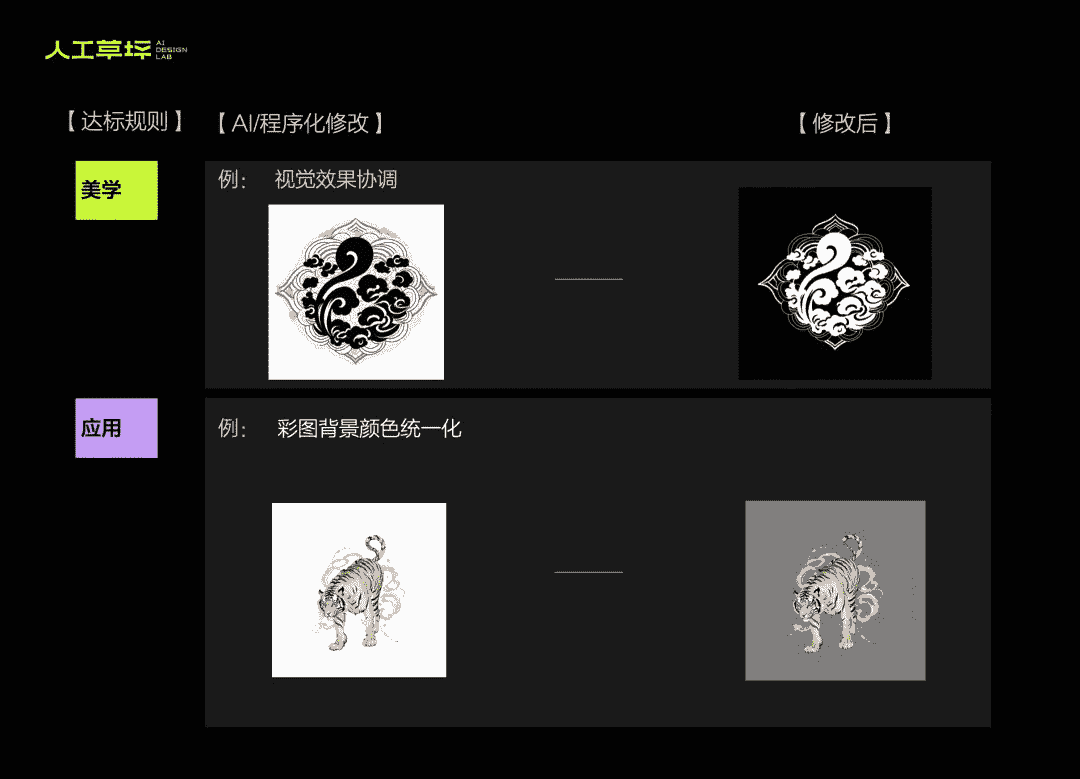 人工草坪 AI
DESIGN
LAB
【达标规则】 【AI/程序化修改】 【修改后】
美学
例： 视觉效果协调
应用
例： 彩图背景颜色统一化